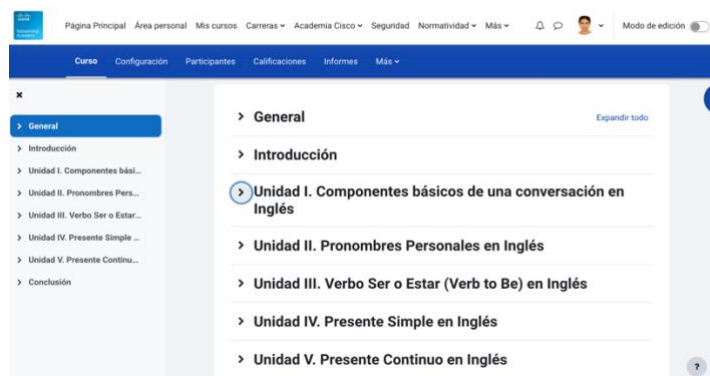 Página Principal Área personal Mis cursos Carreras Academia Cisco Seguridad Normatividad Más Modo de edición
Curso Configuración Participantes Calificaciones Informes Más
General
Introducción
Unidad I. Componentes bási...
Unidad II. Pronombres Pers...
Unidad III. Verbo Ser o Estar...
Unidad IV. Presente Simple ...
Unidad V. Presente Continu...
Conclusión
General Expandir todo
Introducción
Unidad I. Componentes básicos de una conversación en
Inglés
Unidad II. Pronombres Personales en Inglés
Unidad III. Verbo Ser o Estar (Verb to Be) en Inglés
Unidad IV. Presente Simple en Inglés
Unidad V. Presente Continuo en Inglés
?